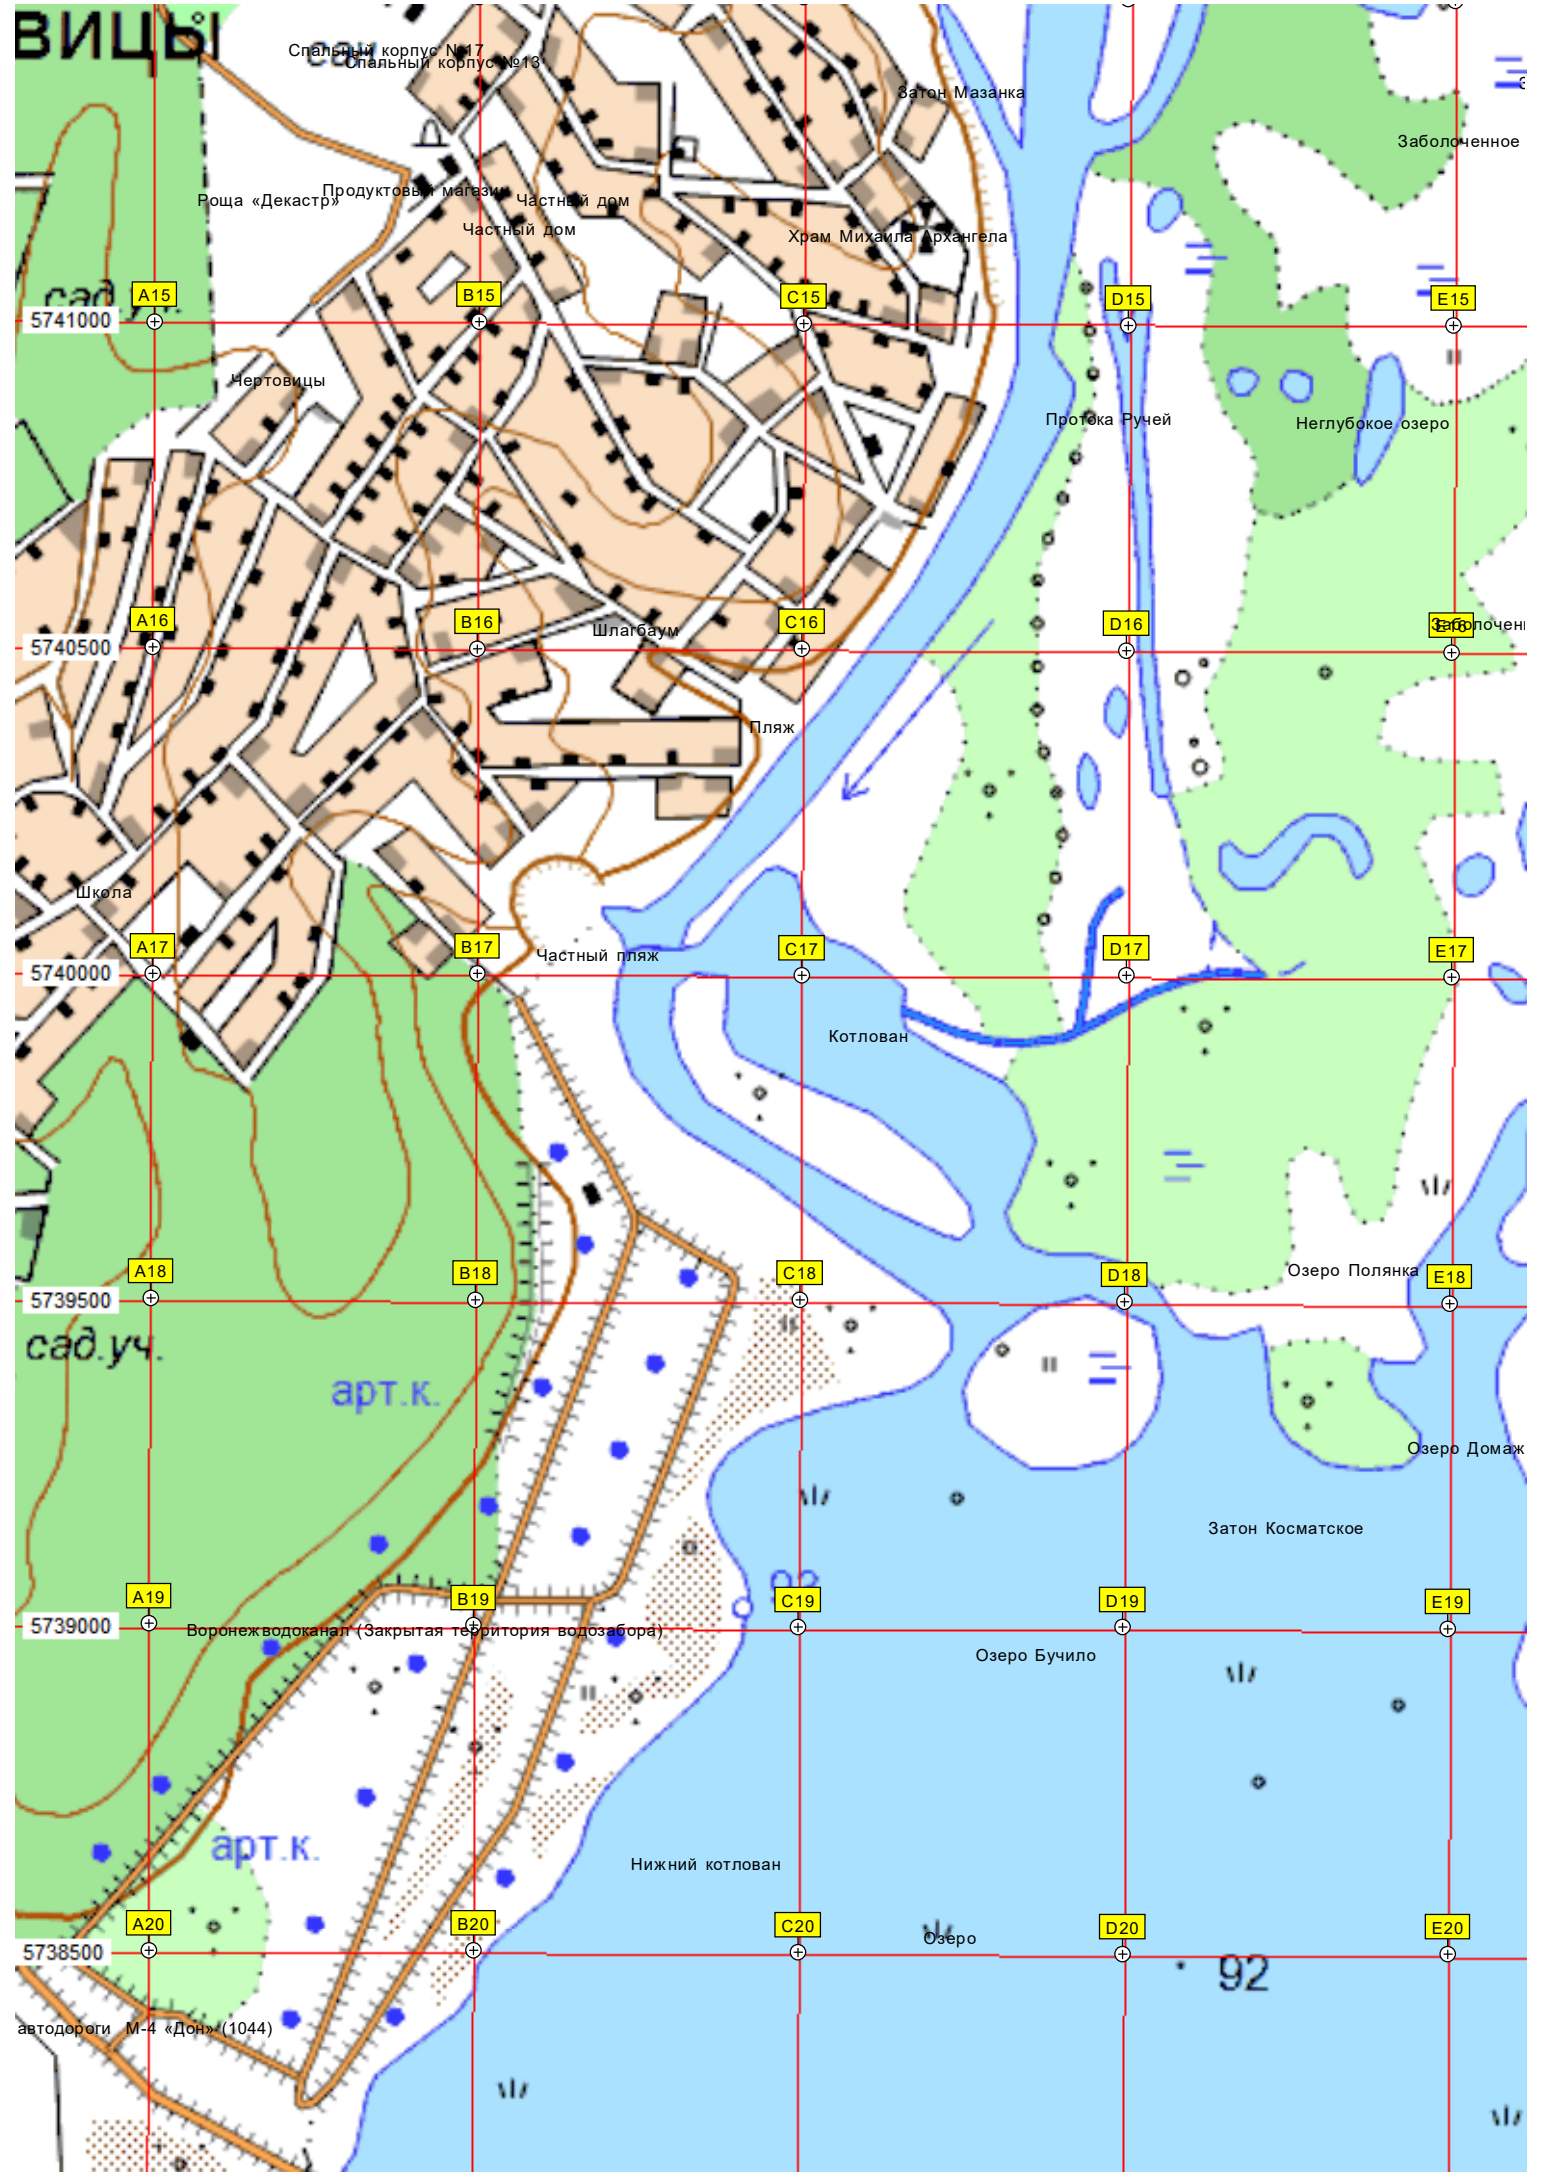 ВИЦЫ
сан.
Спальный корпус №17
Спальный корпус №13
Затон Мазанка
Заболоченное
Роща «Декастр»
Продуктовый магазин
Частный дом
Частный дом
Храм Михаила Архангела
сад.
A15
B15
C15
D15
E15
5741000
Чертовицы
Протока Ручей
Неглубокое озеро
A16
B16
C16
D16
E16
Шлагбаум
Заболочен
5740500
Пляж
Школа
A17
B17
C17
D17
E17
Частный пляж
5740000
Котлован
A18
B18
C18
D18
E18
Озеро Полянка
5739500
сад.уч.
арт.к.
Озеро Домаж
Затон Косматское
92
A19
B19
C19
D19
E19
5739000
Воронежводоканал (Закрытая территория водозабора)
Озеро Бучило
арт.к.
Нижний котлован
A20
B20
C20
D20
E20
Озеро
5738500
92
автодороги М-4 «Дон» (1044)